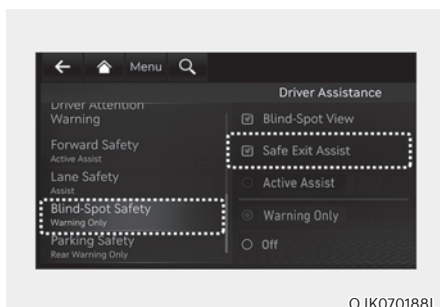 Menu
Driver Assistance
Driver Attention
Warning
Forward Safety
Active Assist
Lane Safety
Assist
Blind-Spot Safety
Warning Only
Parking Safety
Rear Warning Only
Blind-Spot View
Safe Exit Assist
Active Assist
Warning Only
Off
OJK070188L